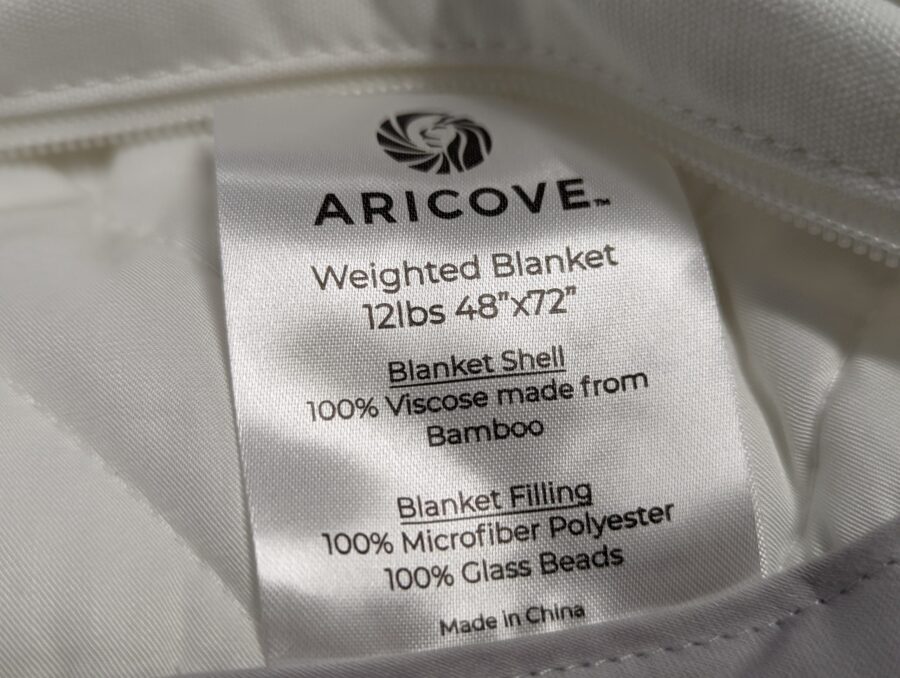 ARICOVE™
Weighted Blanket
12lbs 48"x72"
Blanket Shell
100% Viscose made from
Bamboo
Blanket Filling
100% Microfiber Polyester
100% Glass Beads
Made in China